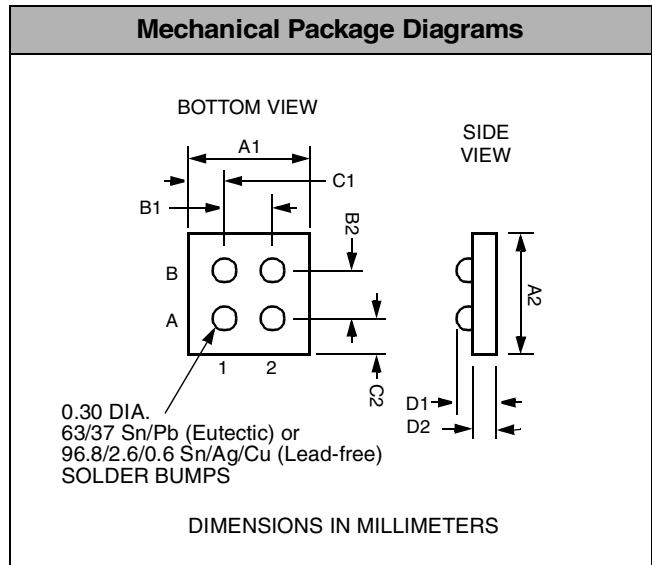 Mechanical Package Diagrams
BOTTOM VIEW
SIDE
VIEW
A1
C1
B1
B2
B
A
A2
1 2
C2
D1
D2
0.30 DIA.
63/37 Sn/Pb (Eutectic) or
96.8/2.6/0.6 Sn/Ag/Cu (Lead-free)
SOLDER BUMPS
DIMENSIONS IN MILLIMETERS